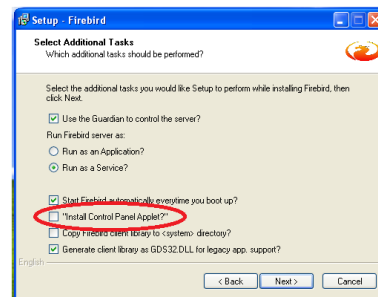 Setup - Firebird
Select Additional Tasks
Which additional tasks should be performed?
Select the additional tasks you would like Setup to perform while installing Firebird, then
click Next.
Use the Guardian to control the server?
Run Firebird server as:
Run as an Application?
Run as a Service?
Start Firebird automatically everytime you boot up?
"Install Control Panel Applet?"
Copy Firebird client library to <system> directory?
Generate client library as GDS32.DLL for legacy app. support?
English
< Back
Next >
Cancel